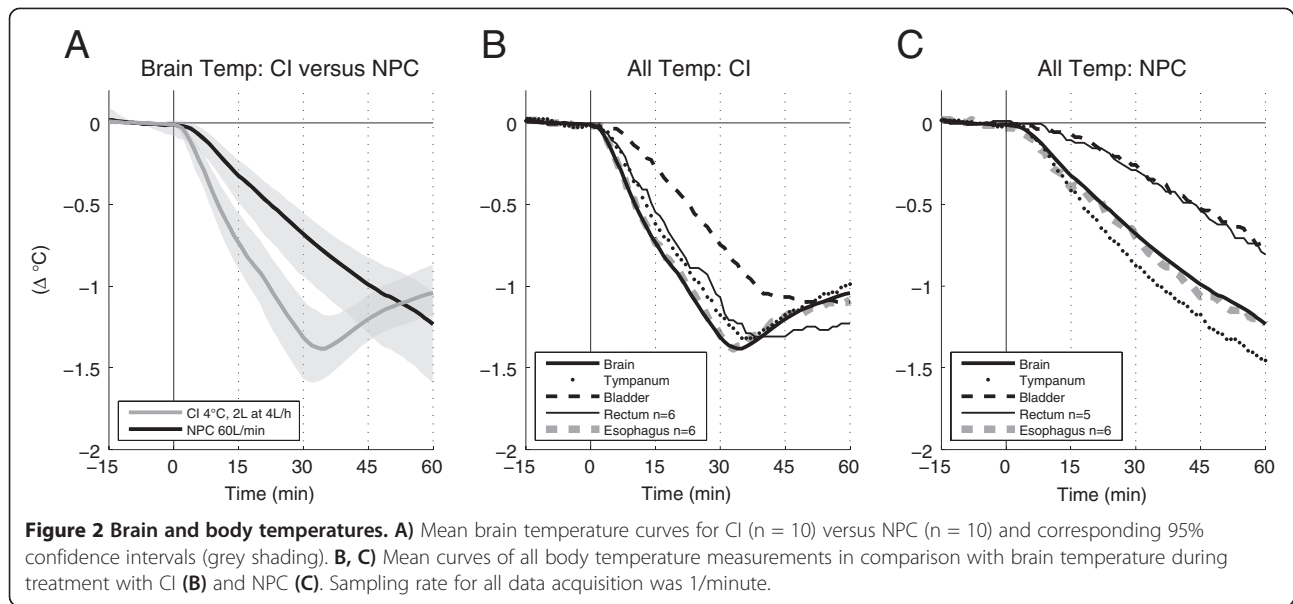 A
Brain Temp: CI versus NPC
(Δ °C)
0
−0.5
−1
−1.5
−2
−15 0 15 30 45 60
Time (min)
CI 4°C, 2L at 4L/h
NPC 60L/min
B
All Temp: CI
0
−0.5
−1
−1.5
−2
−15 0 15 30 45 60
Time (min)
Brain
Tympanum
Bladder
Rectum n=6
Esophagus n=6
C
All Temp: NPC
0
−0.5
−1
−1.5
−2
−15 0 15 30 45 60
Time (min)
Brain
Tympanum
Bladder
Rectum n=5
Esophagus n=6
Figure 2 Brain and body temperatures. A) Mean brain temperature curves for CI (n = 10) versus NPC (n = 10) and corresponding 95%
confidence intervals (grey shading). B, C) Mean curves of all body temperature measurements in comparison with brain temperature during
treatment with CI (B) and NPC (C). Sampling rate for all data acquisition was 1/minute.